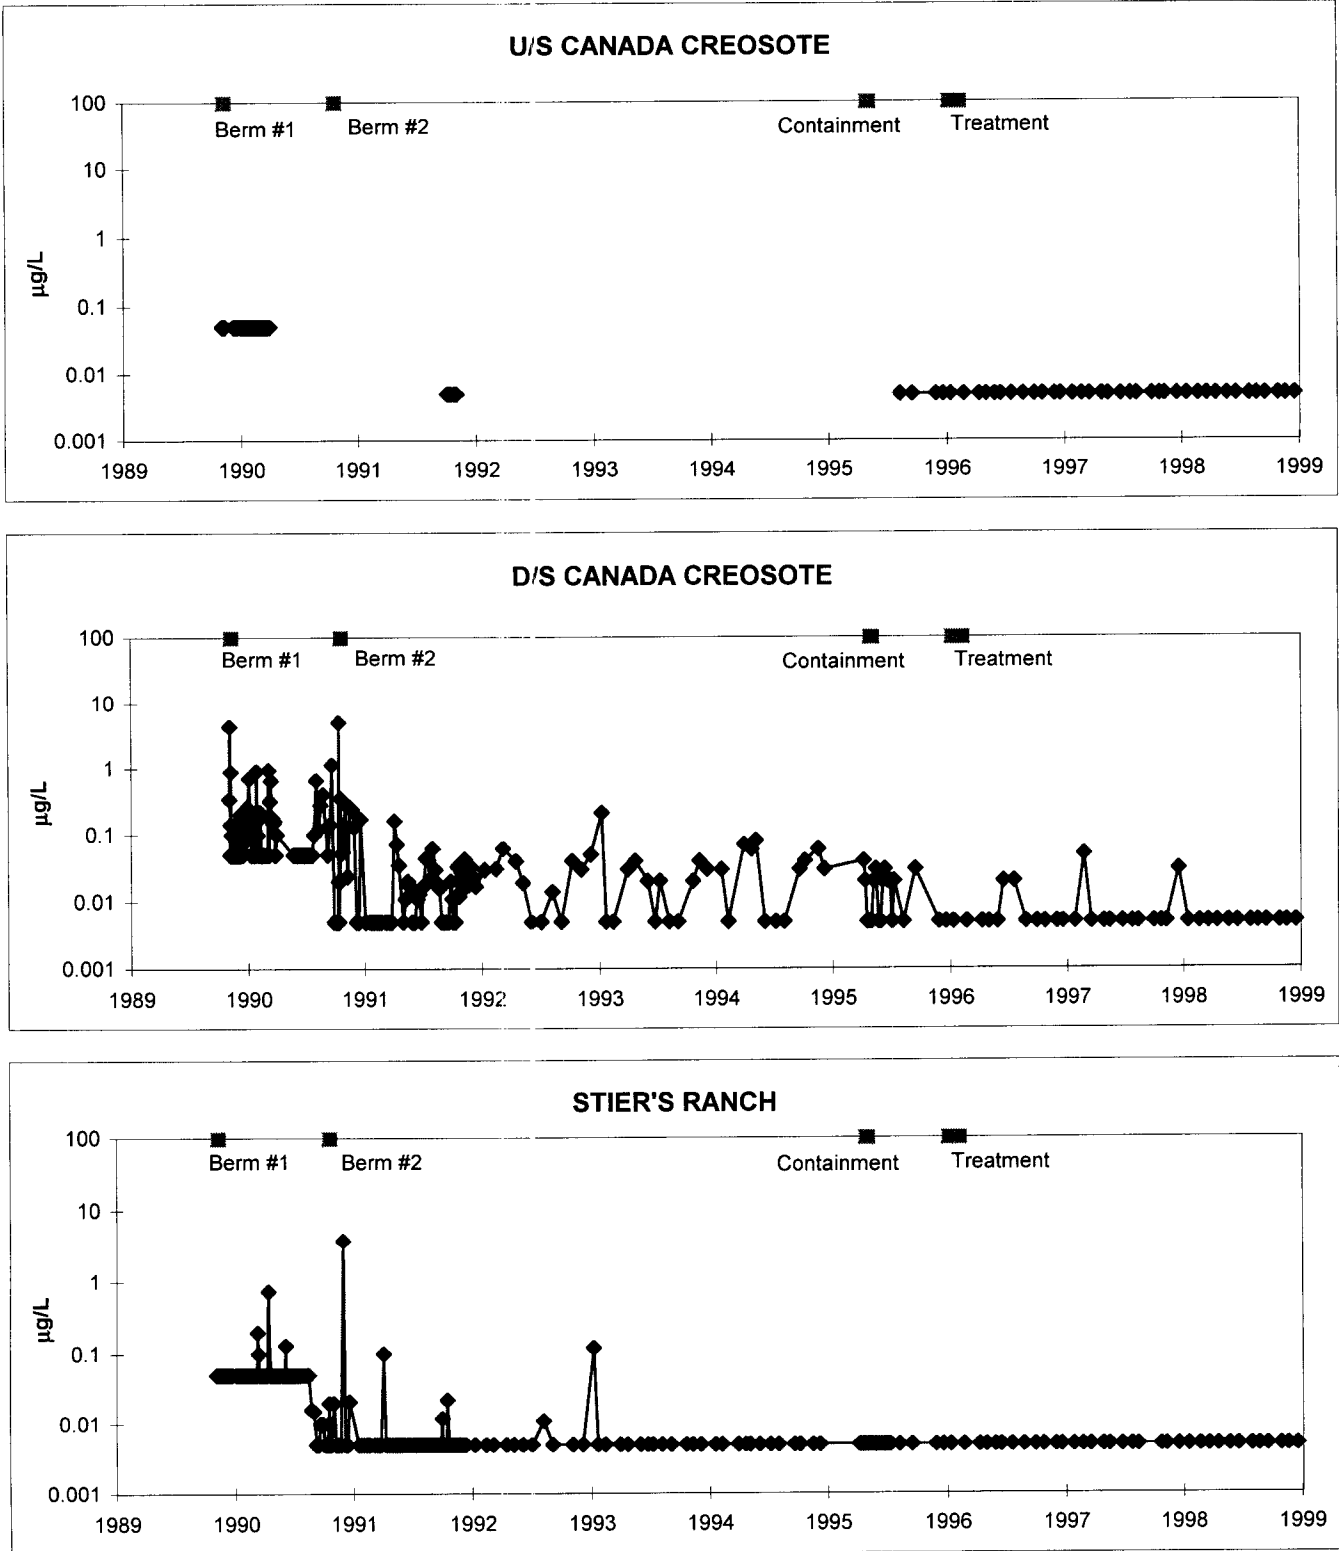 U/S CANADA CREOSOTE
100
Berm #1
Berm #2
Containment
Treatment
10
1
µg/L
0.1
0.01
0.001
1989 1990 1991 1992 1993 1994 1995 1996 1997 1998 1999
D/S CANADA CREOSOTE
100
Berm #1
Berm #2
Containment
Treatment
10
1
µg/L
0.1
0.01
0.001
1989 1990 1991 1992 1993 1994 1995 1996 1997 1998 1999
STIER'S RANCH
100
Berm #1
Berm #2
Containment
Treatment
10
1
µg/L
0.1
0.01
0.001
1989 1990 1991 1992 1993 1994 1995 1996 1997 1998 1999